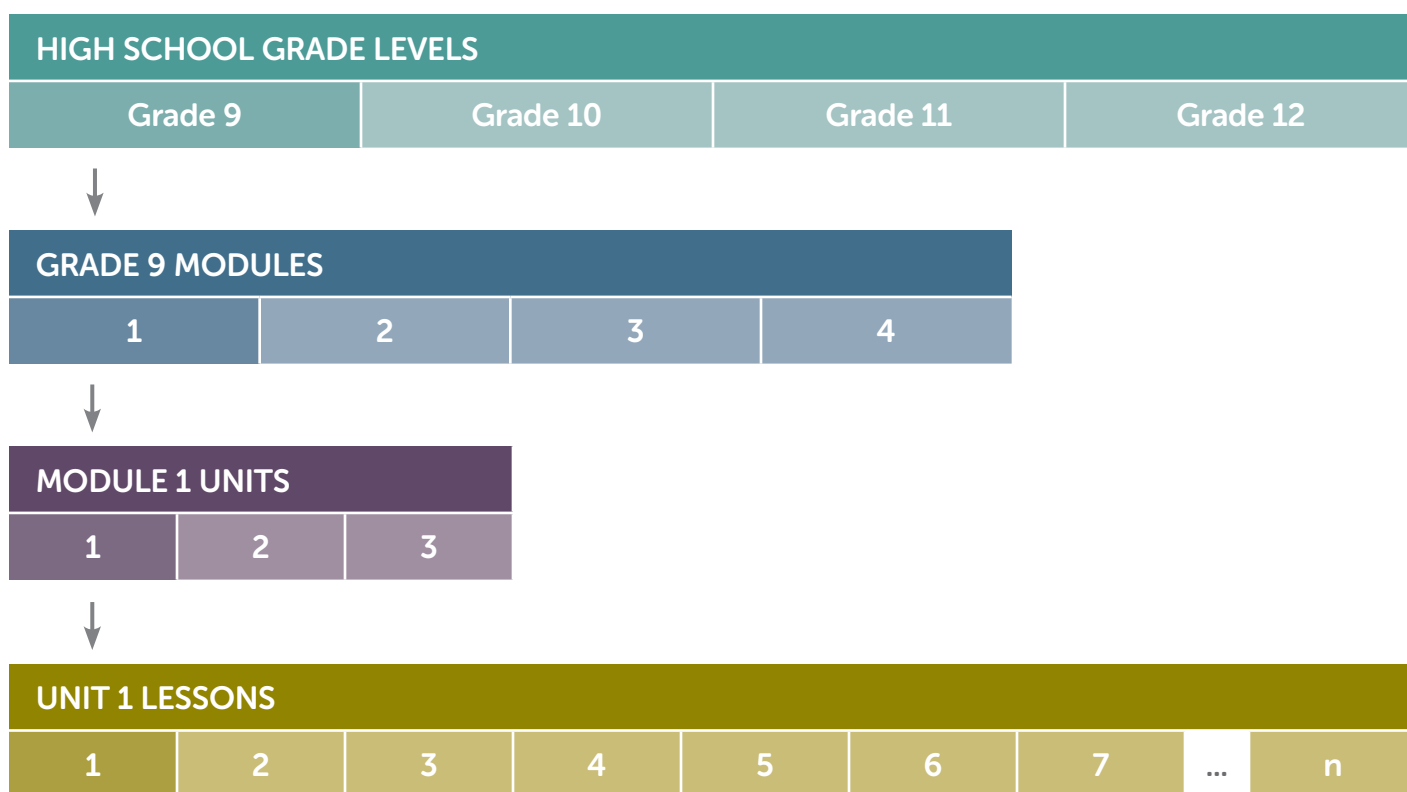 HIGH SCHOOL GRADE LEVELS
Grade 9 Grade 10 Grade 11 Grade 12
GRADE 9 MODULES
1 2 3 4
MODULE 1 UNITS
1 2 3
UNIT 1 LESSONS
1 2 3 4 5 6 7 ... n